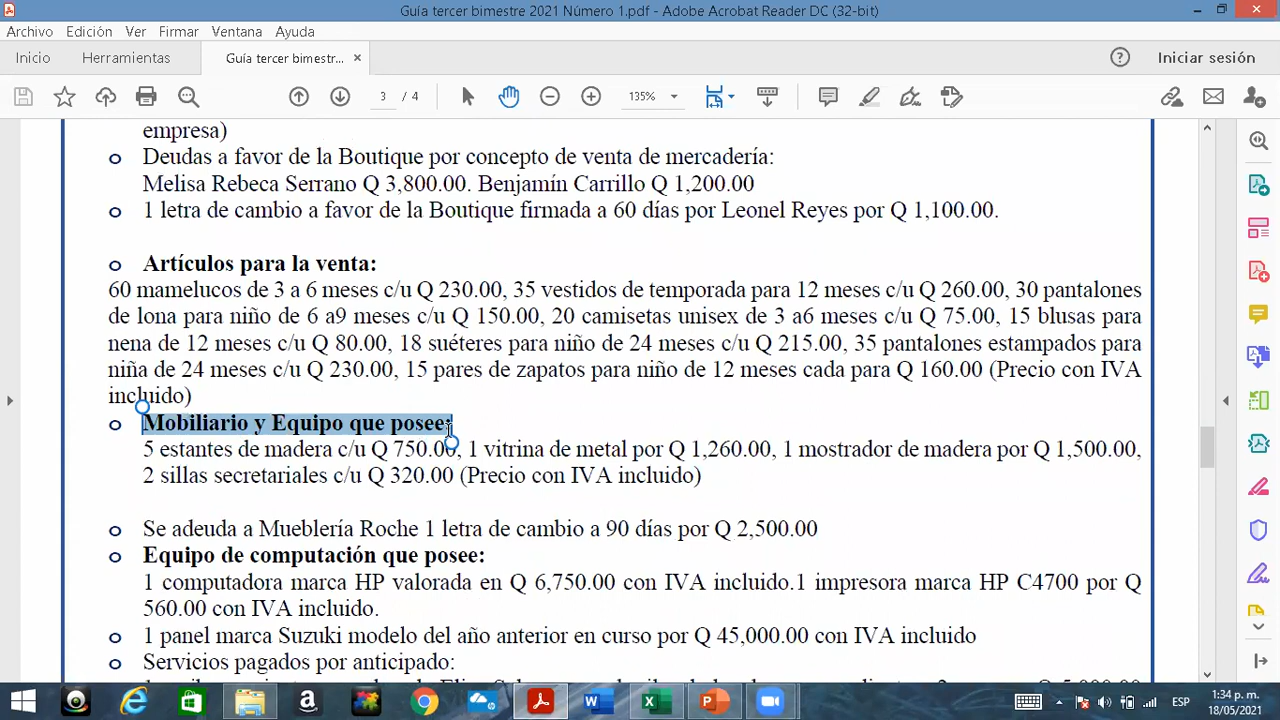 Guía tercer bimestre 2021 Número 1.pdf - Adobe Acrobat Reader DC (32-bit)
Archivo Edición Ver Firmar Ventana Ayuda
Inicio Herramientas Guía tercer bimestr... × Iniciar sesión
3 / 4 135%
empresa)
o Deudas a favor de la Boutique por concepto de venta de mercadería:
Melisa Rebeca Serrano Q 3,800.00. Benjamín Carrillo Q 1,200.00
o 1 letra de cambio a favor de la Boutique firmada a 60 días por Leonel Reyes por Q 1,100.00.
o Artículos para la venta:
60 mamelucos de 3 a 6 meses c/u Q 230.00, 35 vestidos de temporada para 12 meses c/u Q 260.00, 30 pantalones
de lona para niño de 6 a9 meses c/u Q 150.00, 20 camisetas unisex de 3 a6 meses c/u Q 75.00, 15 blusas para
nena de 12 meses c/u Q 80.00, 18 suéteres para niño de 24 meses c/u Q 215.00, 35 pantalones estampados para
niña de 24 meses c/u Q 230.00, 15 pares de zapatos para niño de 12 meses cada para Q 160.00 (Precio con IVA
incluido)
o Mobiliario y Equipo que posee:
5 estantes de madera c/u Q 750.00, 1 vitrina de metal por Q 1,260.00, 1 mostrador de madera por Q 1,500.00,
2 sillas secretariales c/u Q 320.00 (Precio con IVA incluido)
o Se adeuda a Mueblería Roche 1 letra de cambio a 90 días por Q 2,500.00
o Equipo de computación que posee:
1 computadora marca HP valorada en Q 6,750.00 con IVA incluido.1 impresora marca HP C4700 por Q
560.00 con IVA incluido.
o 1 panel marca Suzuki modelo del año anterior en curso por Q 45,000.00 con IVA incluido
o Servicios pagados por anticipado:
ESP 1:34 p. m.
18/05/2021